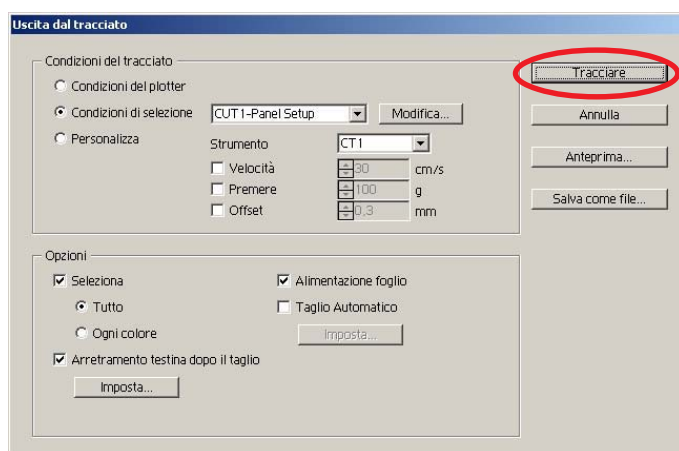 Uscita dal tracciato
Condizioni del tracciato
Condizioni del plotter
Condizioni di selezione CUT1-Panel Setup Modifica...
Personalizza
Strumento CT1
Velocità 30 cm/s
Premere 100 g
Offset 0,3 mm
Tracciare
Annulla
Anteprima...
Salva come file...
Opzioni
Seleziona
Tutto
Ogni colore
Arretramento testina dopo il taglio
Imposta...
Alimentazione foglio
Taglio Automatico
Imposta...